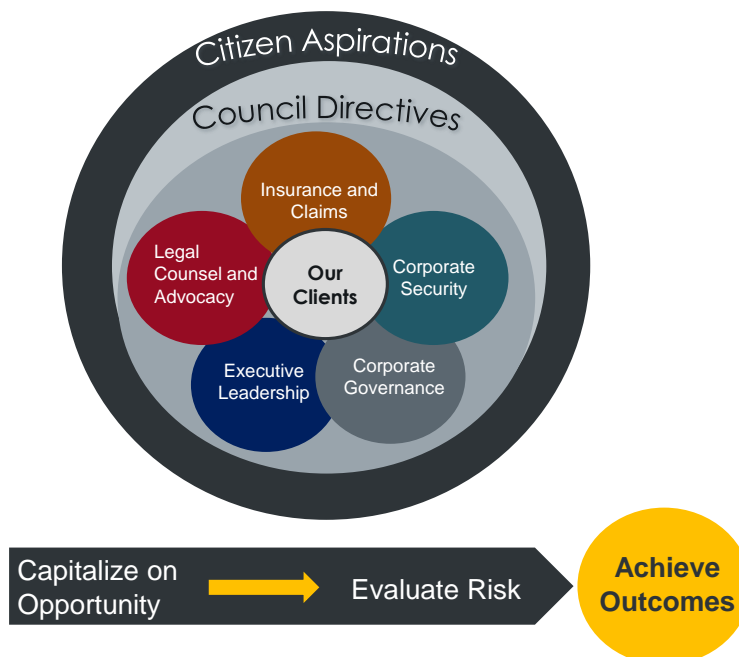 Citizen Aspirations
Council Directives
Insurance and
Claims
Legal
Counsel and
Advocacy
Our
Clients
Corporate
Security
Executive
Leadership
Corporate
Governance
Capitalize on
Opportunity
Evaluate Risk
Achieve
Outcomes